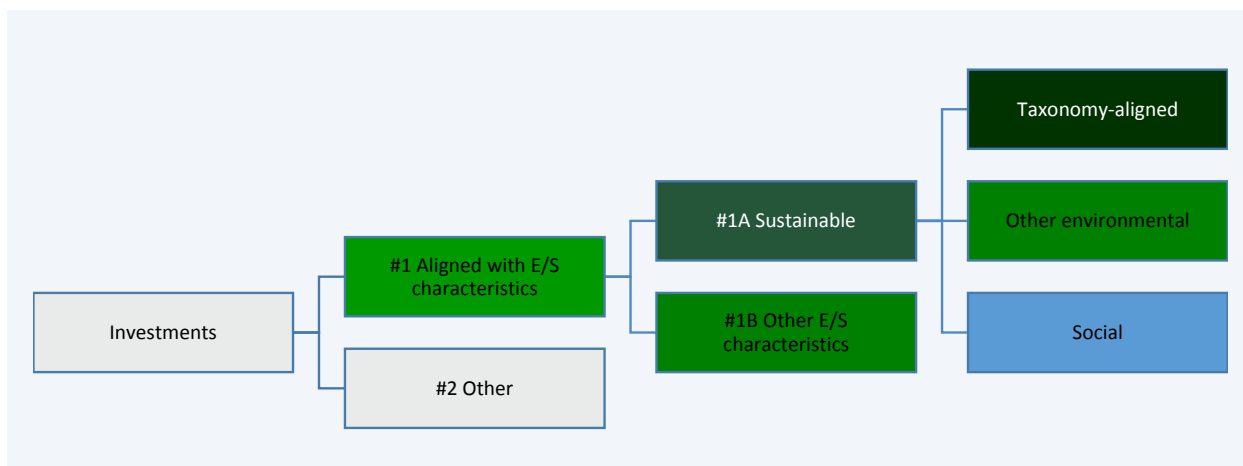 Investments
#1 Aligned with E/S
characteristics
#2 Other
#1A Sustainable
#1B Other E/S
characteristics
Taxonomy-aligned
Other environmental
Social